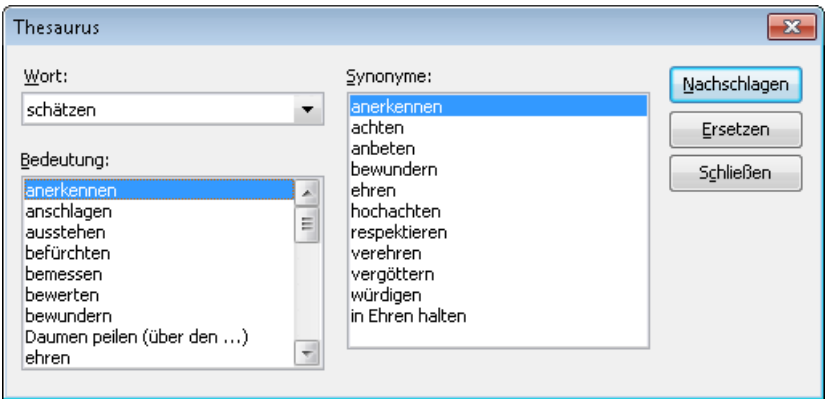 Thesaurus
Wort:
schätzen
Bedeutung:
anerkennen
anschlagen
ausstehen
befürchten
bemessen
bewerten
bewundern
Daumen peilen (über den ...)
ehren
Synonyme:
anerkennen
achten
anbeten
bewundern
ehren
hochachten
respektieren
verehren
vergöttern
würdigen
in Ehren halten
Nachschlagen
Ersetzen
Schließen